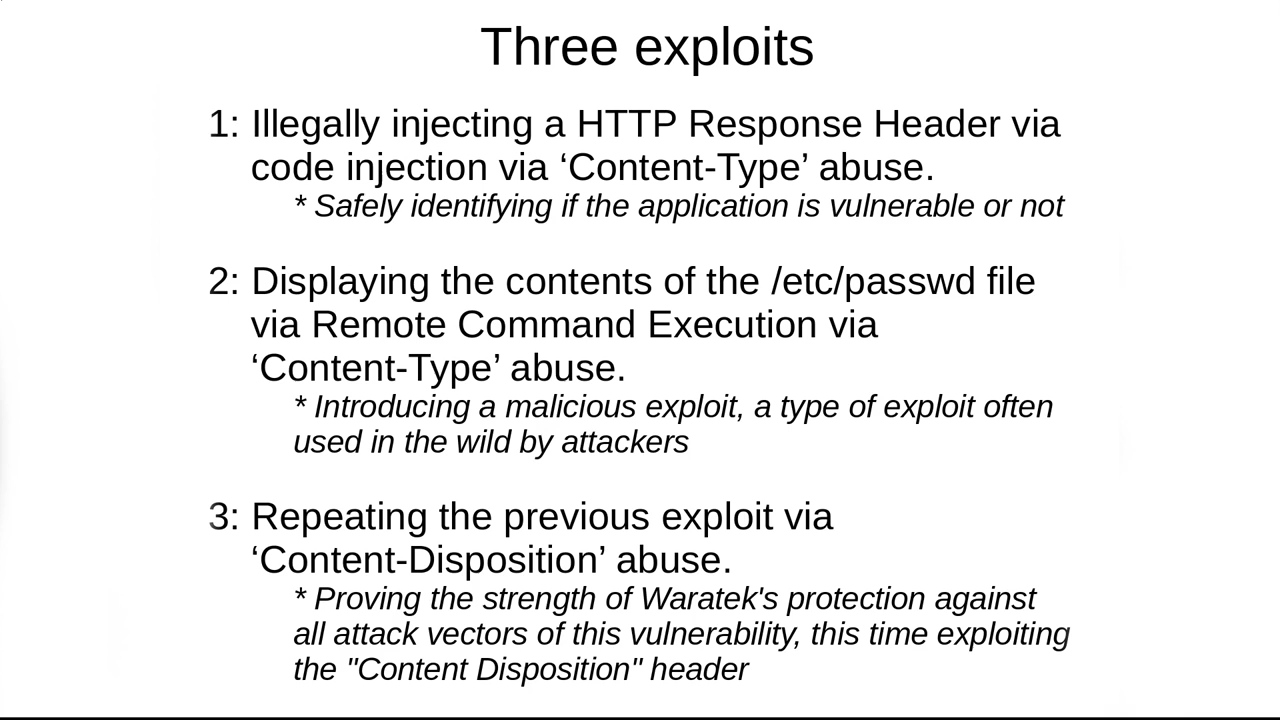 Three exploits
1: Illegally injecting a HTTP Response Header via
code injection via ‘Content-Type’ abuse.
* Safely identifying if the application is vulnerable or not
2: Displaying the contents of the /etc/passwd file
via Remote Command Execution via
‘Content-Type’ abuse.
* Introducing a malicious exploit, a type of exploit often
used in the wild by attackers
3: Repeating the previous exploit via
‘Content-Disposition’ abuse.
* Proving the strength of Waratek's protection against
all attack vectors of this vulnerability, this time exploiting
the "Content Disposition" header